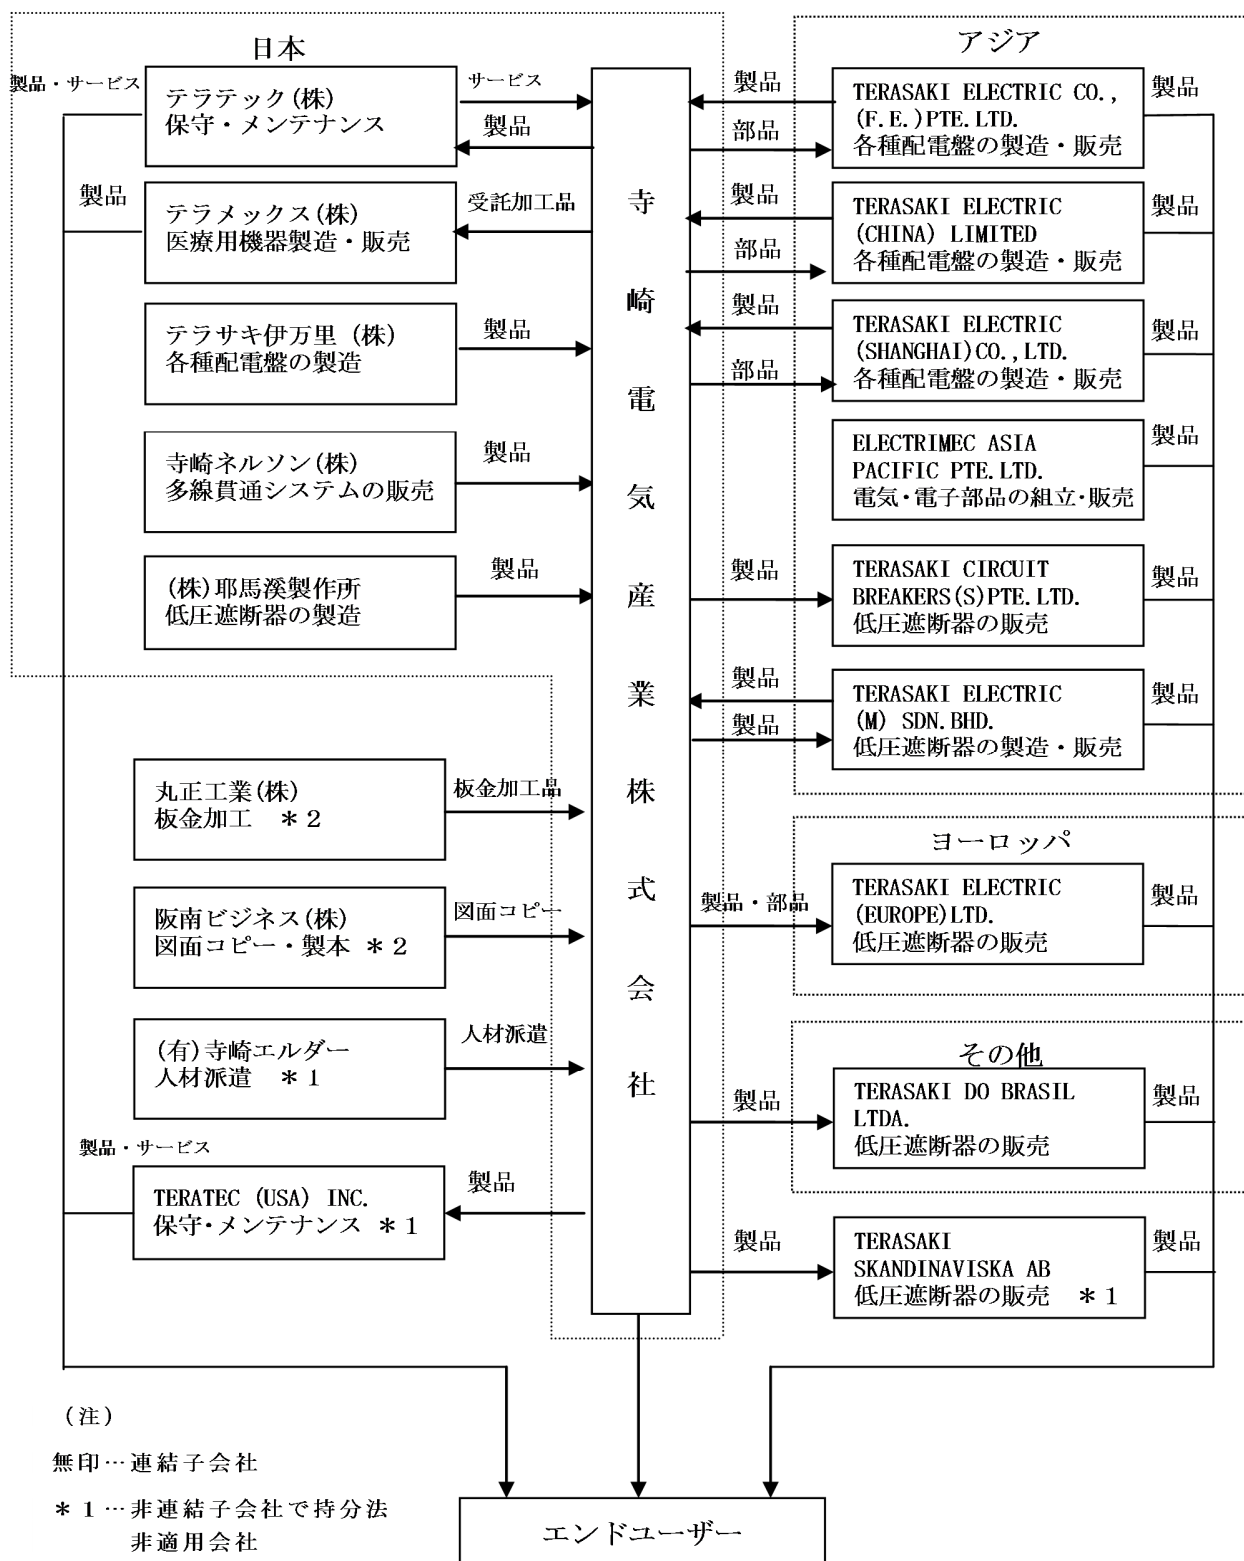 日本
製品・サービス
テラテック(株)
保守・メンテナンス
サービス
製品
製品
テラメックス(株)
医療用機器製造・販売
受託加工品
テラサキ伊万里(株)
各種配電盤の製造
製品
寺崎ネルソン(株)
多線貫通システムの販売
製品
(株)耶馬溪製作所
低圧遮断器の製造
製品
丸正工業(株)
板金加工 *2
板金加工品
阪南ビジネス(株)
図面コピー・製本 *2
図面コピー
(有)寺崎エルダー
人材派遣 *1
人材派遣
製品・サービス
TERATEC (USA) INC.
保守・メンテナンス *1
製品
寺崎電気産業株式会社
アジア
製品
部品
TERASAKI ELECTRIC CO.,
(F.E.)PTE.LTD.
各種配電盤の製造・販売
製品
製品
部品
TERASAKI ELECTRIC
(CHINA) LIMITED
各種配電盤の製造・販売
製品
製品
部品
TERASAKI ELECTRIC
(SHANGHAI)CO.,LTD.
各種配電盤の製造・販売
製品
ELECTRIMEC ASIA
PACIFIC PTE.LTD.
電気・電子部品の組立・販売
製品
製品
TERASAKI CIRCUIT
BREAKERS(S)PTE.LTD.
低圧遮断器の販売
製品
製品
製品
TERASAKI ELECTRIC
(M) SDN.BHD.
低圧遮断器の製造・販売
製品
ヨーロッパ
製品・部品
TERASAKI ELECTRIC
(EUROPE)LTD.
低圧遮断器の販売
製品
その他
製品
TERASAKI DO BRASIL
LTDA.
低圧遮断器の販売
製品
製品
TERASAKI
SKANDINAVISKA AB
低圧遮断器の販売 *1
製品
(注)
無印…連結子会社
*1…非連結子会社で持分法
非適用会社
エンドユーザー